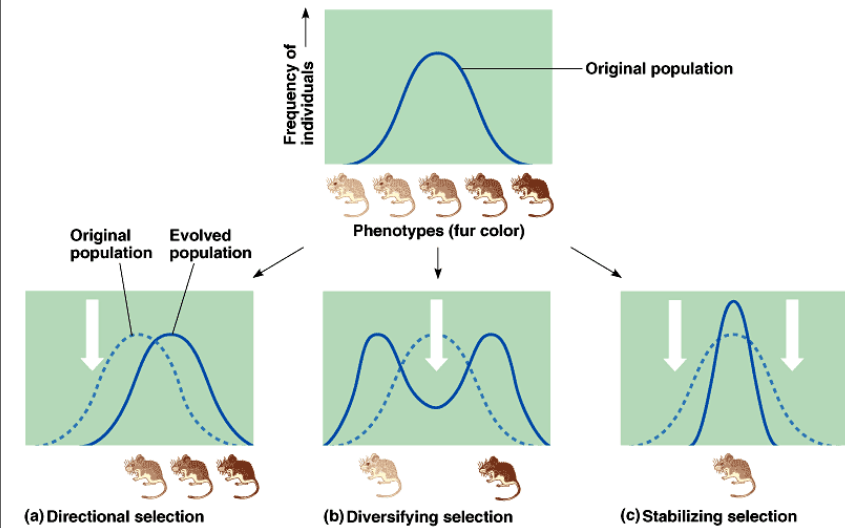 Frequency of
individuals
Original population
Phenotypes (fur color)
Original
population
Evolved
population
(a) Directional selection
(b) Diversifying selection
(c) Stabilizing selection